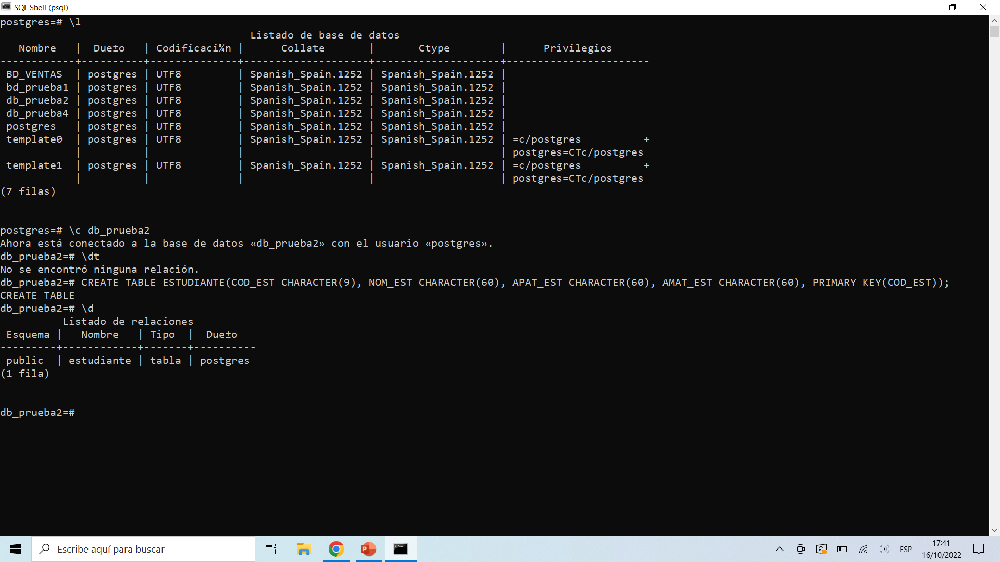 SQL Shell (psql)
postgres=# \l
Listado de base de datos
Nombre | Due±o | Codificaci¾n | Collate | Ctype | Privilegios
------------+----------+--------------+--------------------+--------------------+-----------------------
BD_VENTAS | postgres | UTF8 | Spanish_Spain.1252 | Spanish_Spain.1252 |
bd_prueba1 | postgres | UTF8 | Spanish_Spain.1252 | Spanish_Spain.1252 |
db_prueba2 | postgres | UTF8 | Spanish_Spain.1252 | Spanish_Spain.1252 |
db_prueba4 | postgres | UTF8 | Spanish_Spain.1252 | Spanish_Spain.1252 |
postgres | postgres | UTF8 | Spanish_Spain.1252 | Spanish_Spain.1252 |
template0 | postgres | UTF8 | Spanish_Spain.1252 | Spanish_Spain.1252 | =c/postgres +
| | | | | postgres=CTc/postgres
template1 | postgres | UTF8 | Spanish_Spain.1252 | Spanish_Spain.1252 | =c/postgres +
| | | | | postgres=CTc/postgres
(7 filas)
postgres=# \c db_prueba2
Ahora está conectado a la base de datos «db_prueba2» con el usuario «postgres».
db_prueba2=# \dt
No se encontró ninguna relación.
db_prueba2=# CREATE TABLE ESTUDIANTE(COD_EST CHARACTER(9), NOM_EST CHARACTER(60), APAT_EST CHARACTER(60), AMAT_EST CHARACTER(60), PRIMARY KEY(COD_EST));
CREATE TABLE
db_prueba2=# \d
Listado de relaciones
Esquema | Nombre | Tipo | Due±o
---------+------------+-------+----------
public | estudiante | tabla | postgres
(1 fila)
db_prueba2=#
Escribe aquí para buscar
ESP
17:41
16/10/2022